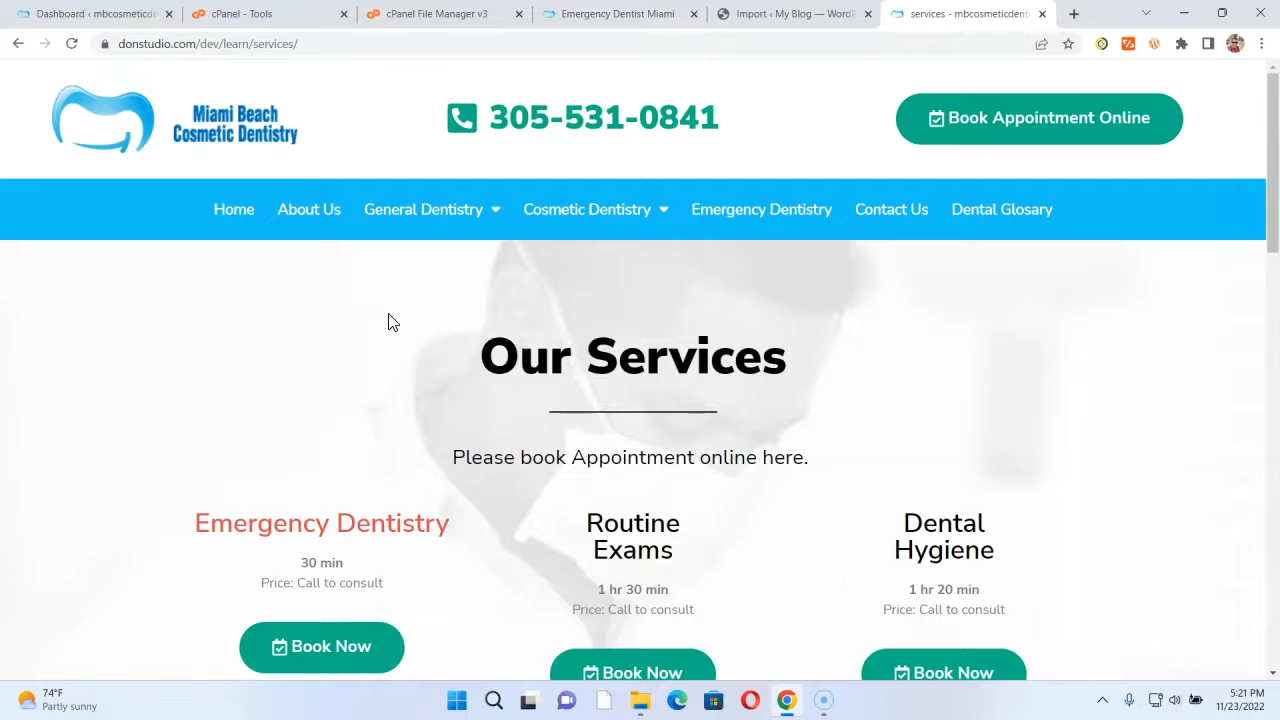 Dashboard ‹ mbcosmeticdenti
cPanel - Tools
cPanel File Manager v3
Emergency Dentist Miami
Import ‹ My Blog — WordP
services - mbcosmeticdent
donstudio.com/dev/learn/services/
Miami Beach
Cosmetic Dentistry
305-531-0841
Book Appointment Online
Home About Us General Dentistry Cosmetic Dentistry Emergency Dentistry Contact Us Dental Glosary
Our Services
Please book Appointment online here.
Emergency Dentistry
30 min
Price: Call to consult
Book Now
Routine
Exams
1 hr 30 min
Price: Call to consult
Book Now
Dental
Hygiene
1 hr 20 min
Price: Call to consult
Book Now
74°F
Partly sunny
5:21 PM
11/23/2022